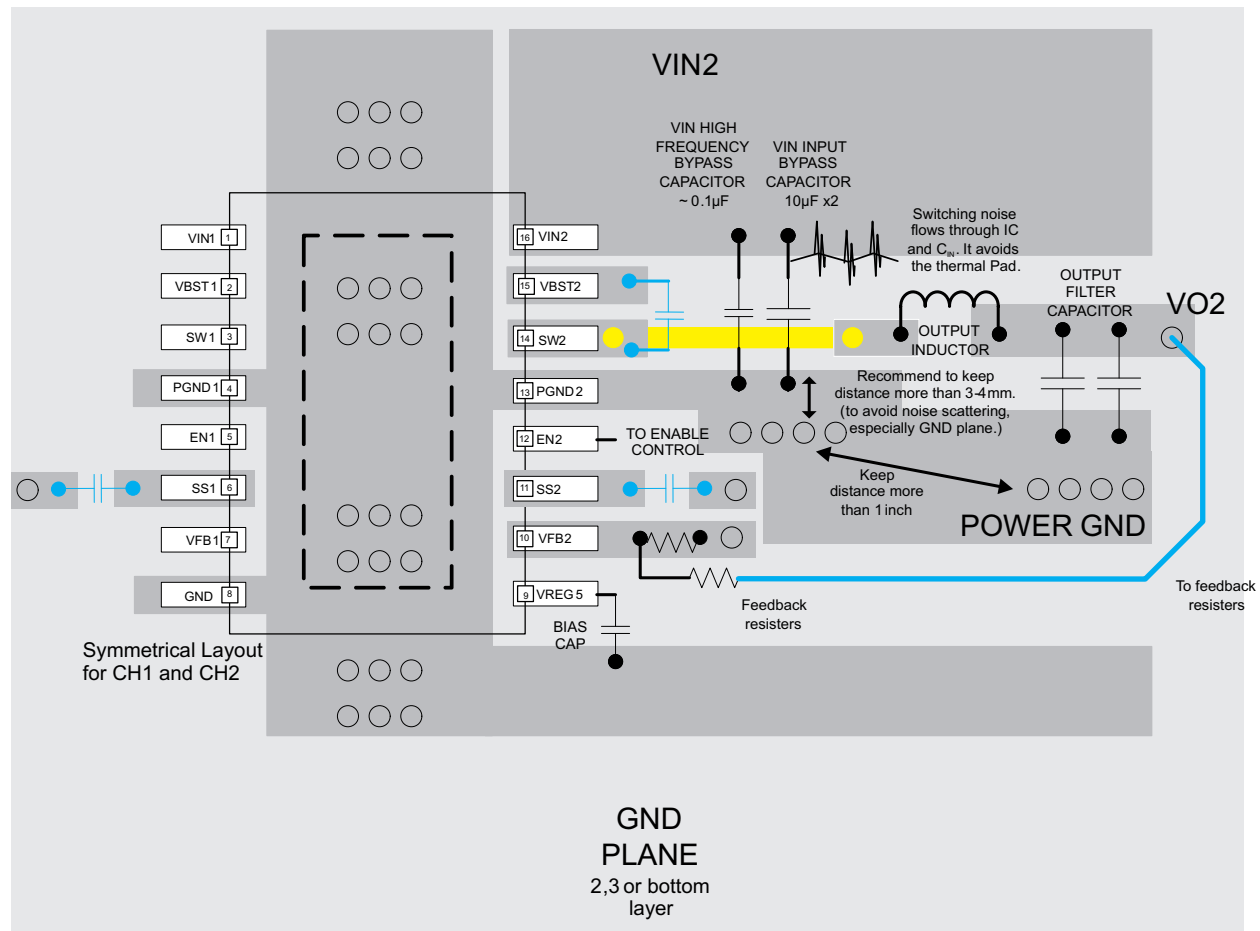 VIN2
VIN HIGH
FREQUENCY
BYPASS
CAPACITOR
~ 0.1µF
VIN INPUT
BYPASS
CAPACITOR
10µF x2
Switching noise
flows through IC
and CIN. It avoids
the thermal Pad.
OUTPUT
FILTER
CAPACITOR
VO2
OUTPUT
INDUCTOR
VIN1 1
VBST1 2
SW1 3
PGND1 4
EN1 5
SS1 6
VFB1 7
GND 8
16 VIN2
15 VBST2
14 SW2
13 PGND2
12 EN2
11 SS2
10 VFB2
9 VREG5
Recommend to keep
distance more than 3-4mm.
(to avoid noise scattering,
especially GND plane.)
TO ENABLE
CONTROL
Keep
distance more
than 1 inch
POWER GND
To feedback
resisters
Feedback
resisters
BIAS
CAP
Symmetrical Layout
for CH1 and CH2
GND
PLANE
2,3 or bottom
layer